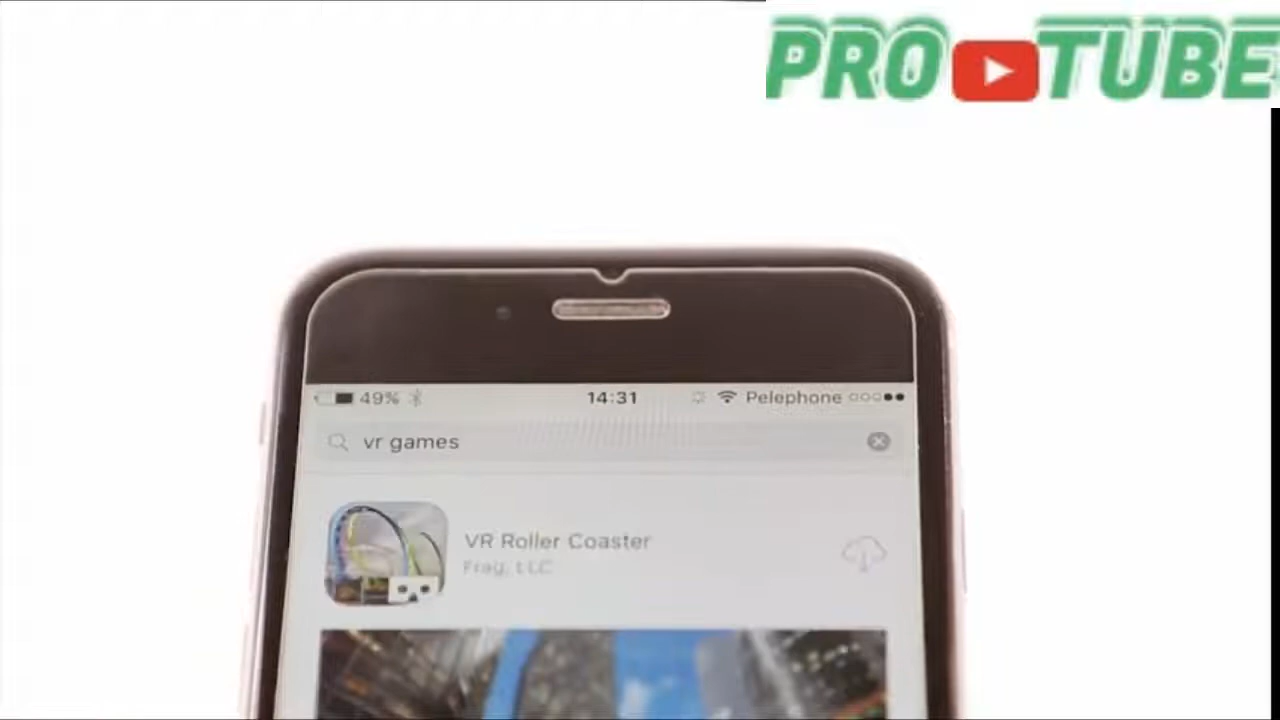 PRO TUBE
49% 14:31 Pelephone
vr games
VR Roller Coaster
Frag, LLC